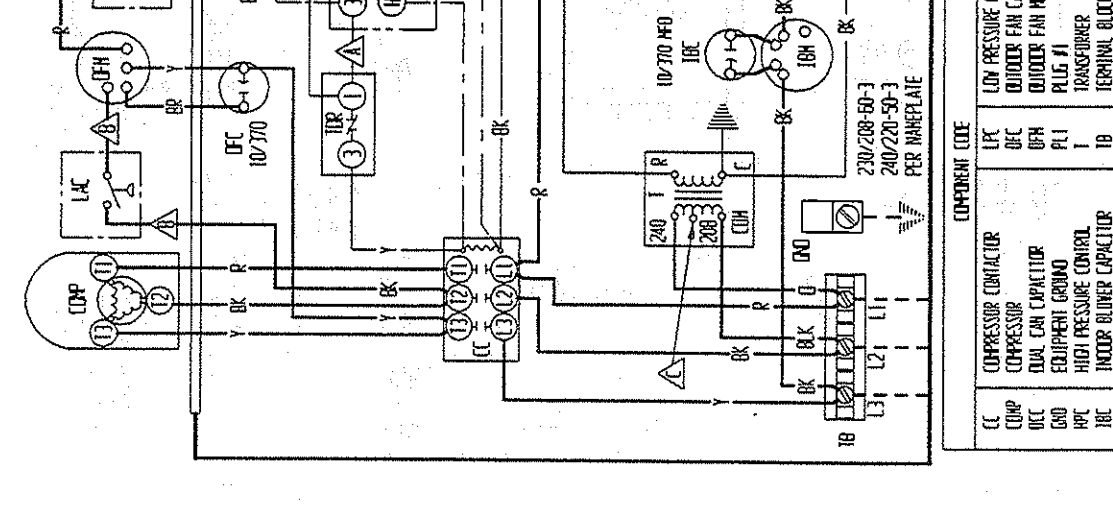 R
OFM
Y
BR
OFC
10/370
B
LAC
B
COMP
T1
T2
T3
R
BK
Y
BK
Y
Y
3
A
TDR
1
3
BK
R
T1
T2
T3
L1
L2
L3
CC
10/370 MFD
IBC
IBM
BK
BK
BK
230/208-60-3
240/220-50-3
PER NAMEPLATE
R
T
C
240
208
COM
C
GND
O
R
BLK
BK
BK
Y
L1
L2
L3
TB
COMPONENT CODE
CC COMPRESSOR CONTACTOR
COMP COMPRESSOR
DCC DUAL CAN CAPACITOR
GND EQUIPMENT GROUND
HPC HIGH PRESSURE CONTROL
IBC INDOOR BLOWER CAPACITOR
LPC LOW PRESSURE
OFC OUTDOOR FAN
OFM OUTDOOR FAN
PL1 PLUG #1
T TRANSFORMER
TB TERMINAL BLOCK